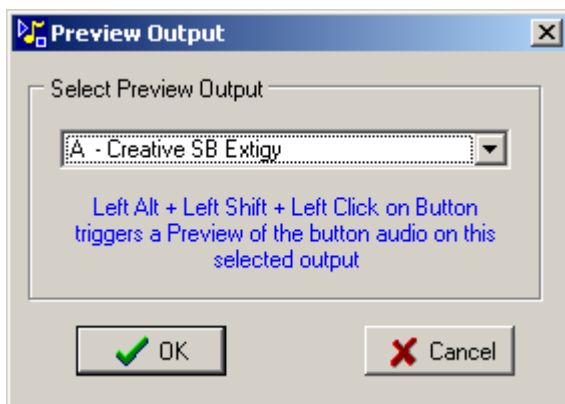 Preview Output
Select Preview Output
A - Creative SB Extigy
Left Alt + Left Shift + Left Click on Button
triggers a Preview of the button audio on this
selected output
OK
Cancel